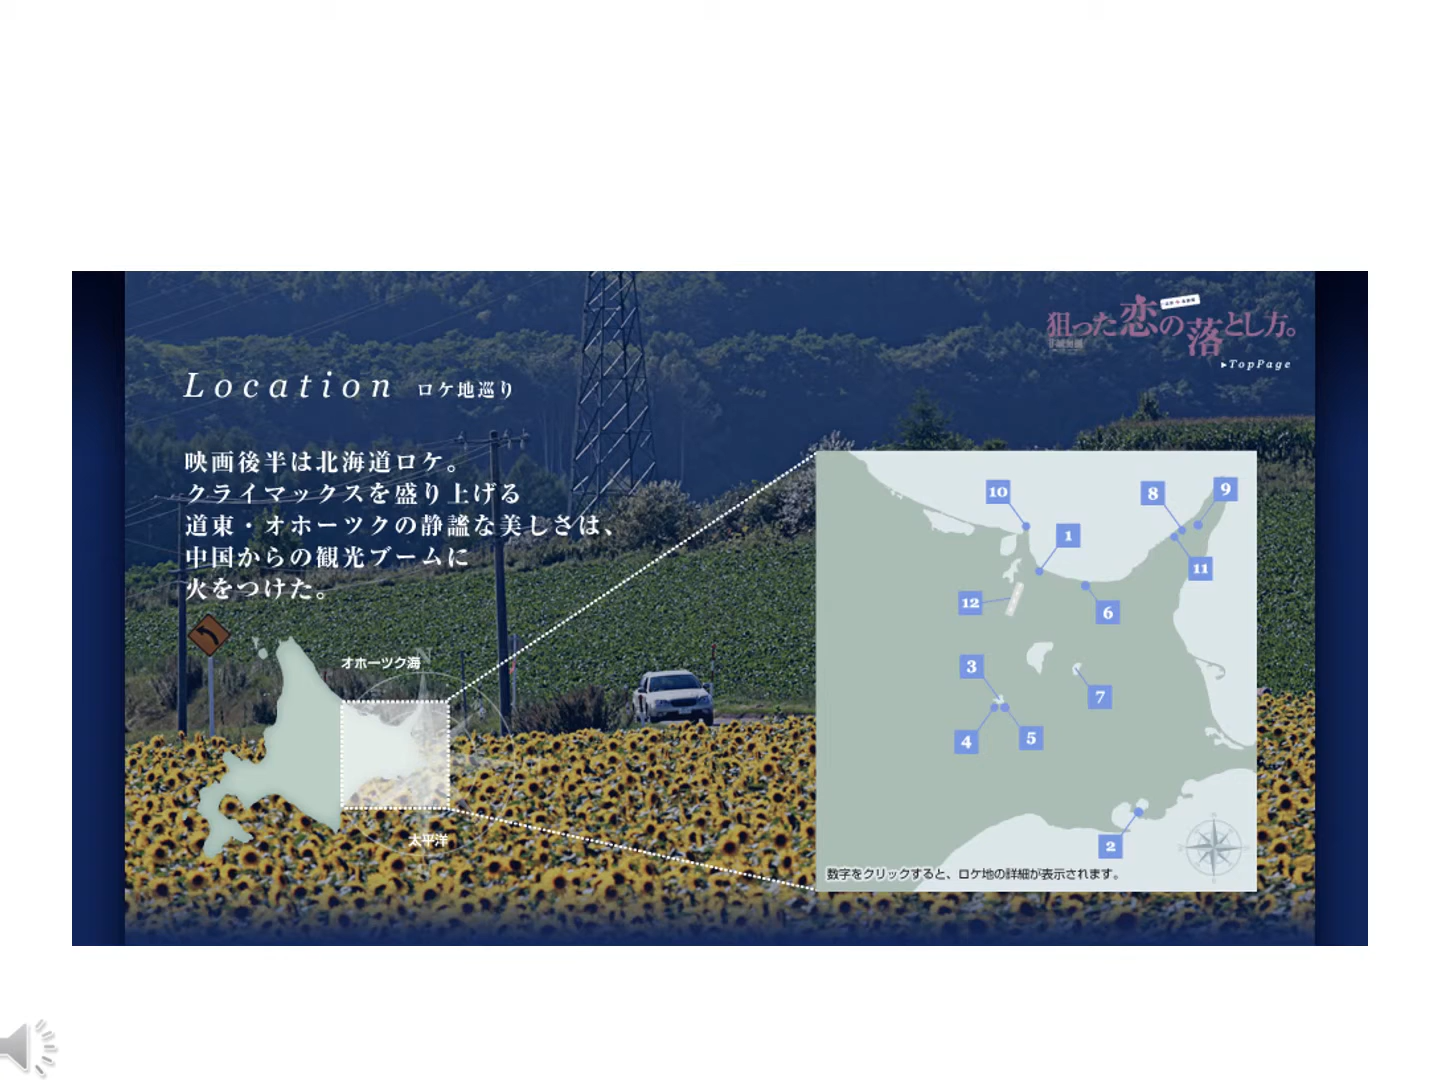 狙った恋の落とし方。
▸TopPage
Location ロケ地巡り
映画後半は北海道ロケ。
クライマックスを盛り上げる
道東・オホーツクの静謐な美しさは、
中国からの観光ブームに
火をつけた。
オホーツク海
N
太平洋
10
8
9
1
11
12
6
3
7
4
5
2
数字をクリックすると、ロケ地の詳細が表示されます。